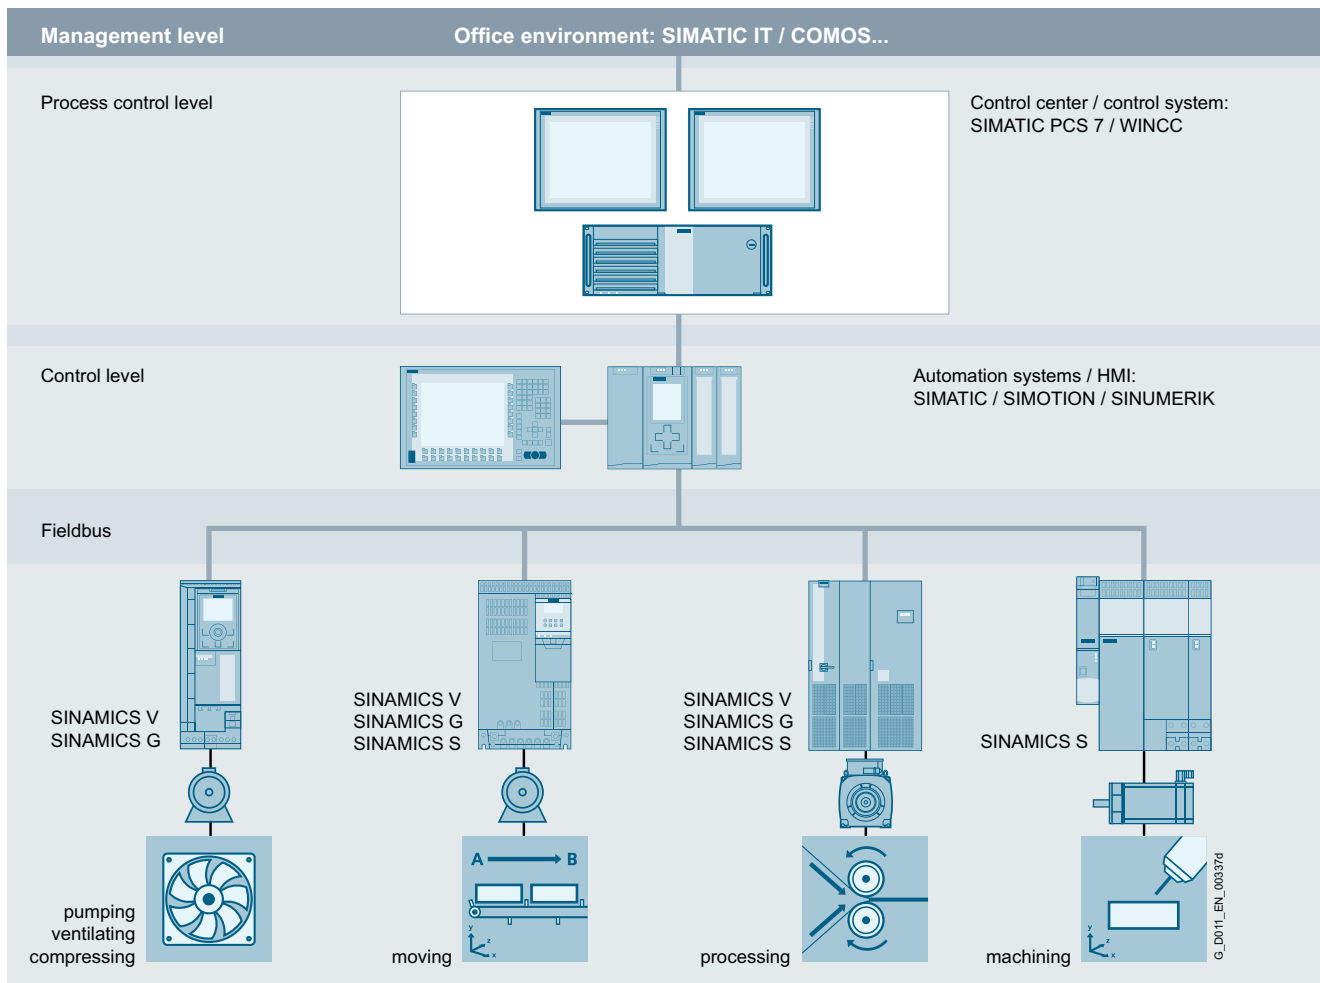 Management level
Office environment: SIMATIC IT / COMOS...
Process control level
Control center / control system:
SIMATIC PCS 7 / WINCC
Control level
Automation systems / HMI:
SIMATIC / SIMOTION / SINUMERIK
Fieldbus
SINAMICS V
SINAMICS G
SINAMICS V
SINAMICS G
SINAMICS S
SINAMICS V
SINAMICS G
SINAMICS S
SINAMICS S
pumping
ventilating
compressing
A B
y
z
x
moving
processing
y
z
x
machining
G_D011_EN_00337d